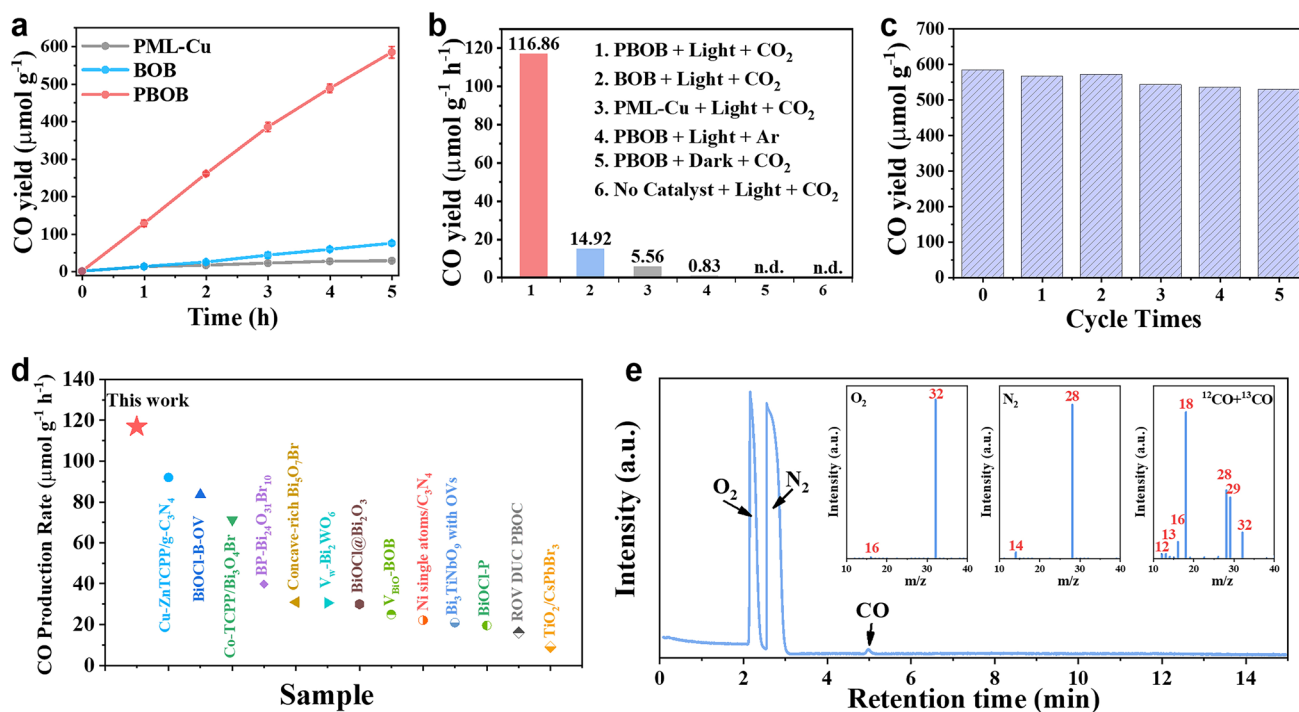 a
CO yield (μmol g⁻¹)
600
500
400
300
200
100
0
PML-Cu
BOB
PBOB
0 1 2 3 4 5
Time (h)
b
CO yield (μmol g⁻¹ h⁻¹)
120
100
80
60
40
20
0
116.86
14.92
5.56
0.83
n.d.
n.d.
1. PBOB + Light + CO₂
2. BOB + Light + CO₂
3. PML-Cu + Light + CO₂
4. PBOB + Light + Ar
5. PBOB + Dark + CO₂
6. No Catalyst + Light + CO₂
1 2 3 4 5 6
c
CO yield (μmol g⁻¹)
700
600
500
400
300
200
100
0
0 1 2 3 4 5
Cycle Times
d
CO Production Rate (μmol g⁻¹ h⁻¹)
140
120
100
80
60
40
20
0
This work
Cu-ZnTCPP/g-C₃N₄
BiOCl-B-OV
Co-TCPP/Bi₃O₄Br
BP-Bi₂₄O₃₁Br₁₀
Concave-rich Bi₅O₇Br
Vw-Bi₂WO₆
BiOCl@Bi₂O₃
VBiO-BOB
Ni single atoms/C₃N₄
Bi₃TiNbO₉ with OVs
BiOCl-P
ROV DUC PBOC
TiO₂/CsPbBr₃
Sample
e
Intensity (a.u.)
O₂
N₂
CO
0 2 4 6 8 10 12 14
Retention time (min)
O₂
Intensity (a.u.)
32
16
10 20 30 40
m/z
N₂
Intensity (a.u.)
28
14
10 20 30 40
m/z
¹²CO+¹³CO
Intensity (a.u.)
18
28
29
16
13
12
32
10 20 30 40
m/z